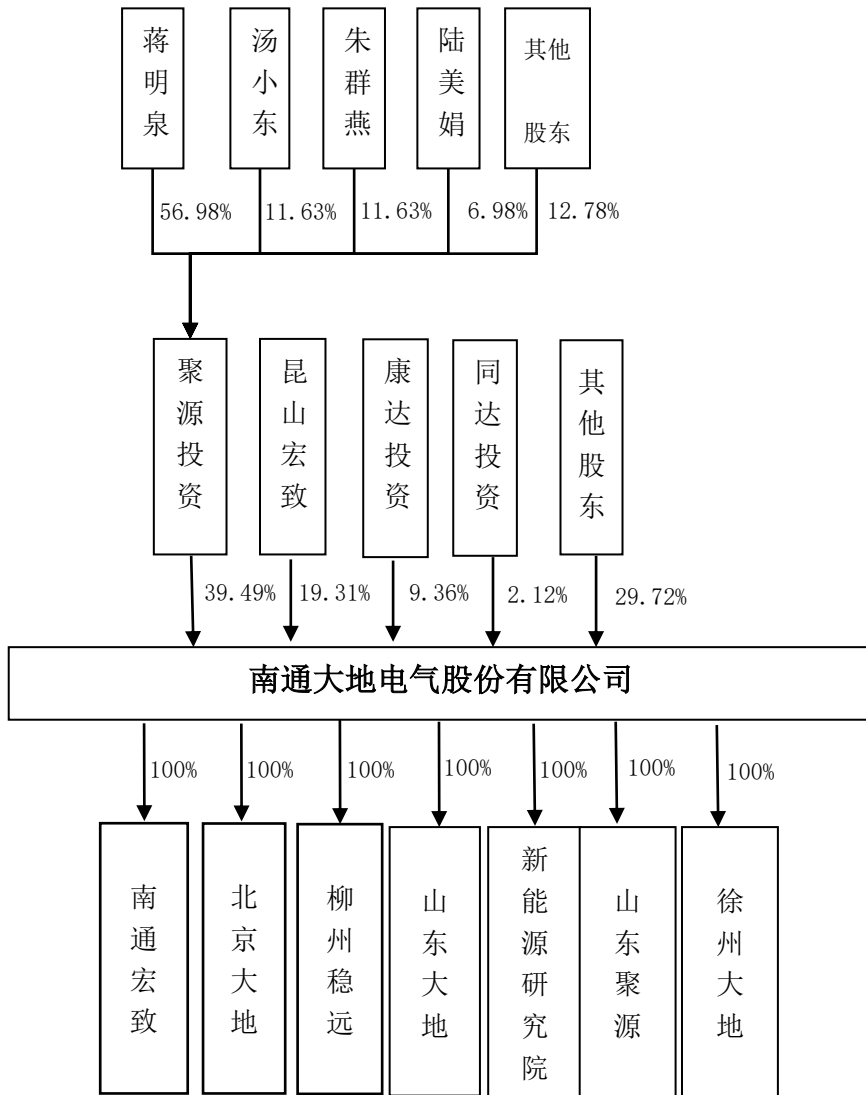 蒋明泉
汤小东
朱群燕
陆美娟
其他
股东
56.98%
11.63%
11.63%
6.98%
12.78%
聚源投资
昆山宏致
康达投资
同达投资
其他股东
39.49%
19.31%
9.36%
2.12%
29.72%
南通大地电气股份有限公司
100%
100%
100%
100%
100%
100%
100%
南通宏致
北京大地
柳州稳远
山东大地
新能源研究院
山东聚源
徐州大地